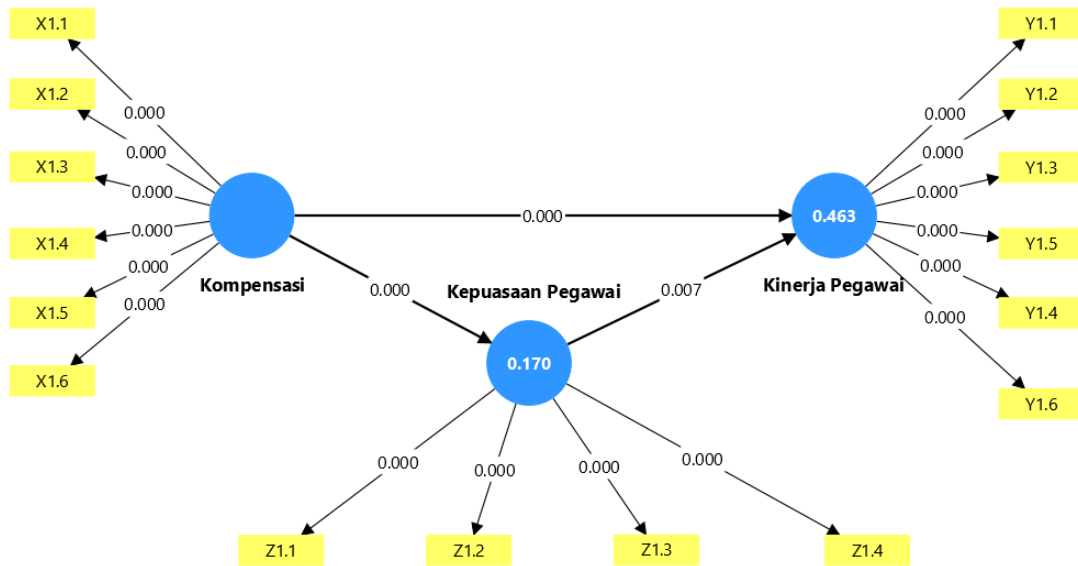 X1.1
Y1.1
X1.2
Y1.2
0.000
0.000
0.000
0.000
X1.3
Y1.3
0.000
0.000
0.000
0.463
X1.4
0.000
0.000
Y1.5
0.000
0.000
Kompensasi
0.000
Kepuasaan Pegawai
0.007
Kinerja Pegawai
X1.5
0.000
0.000
Y1.4
0.170
X1.6
Y1.6
0.000
0.000
0.000
0.000
Z1.1
Z1.2
Z1.3
Z1.4